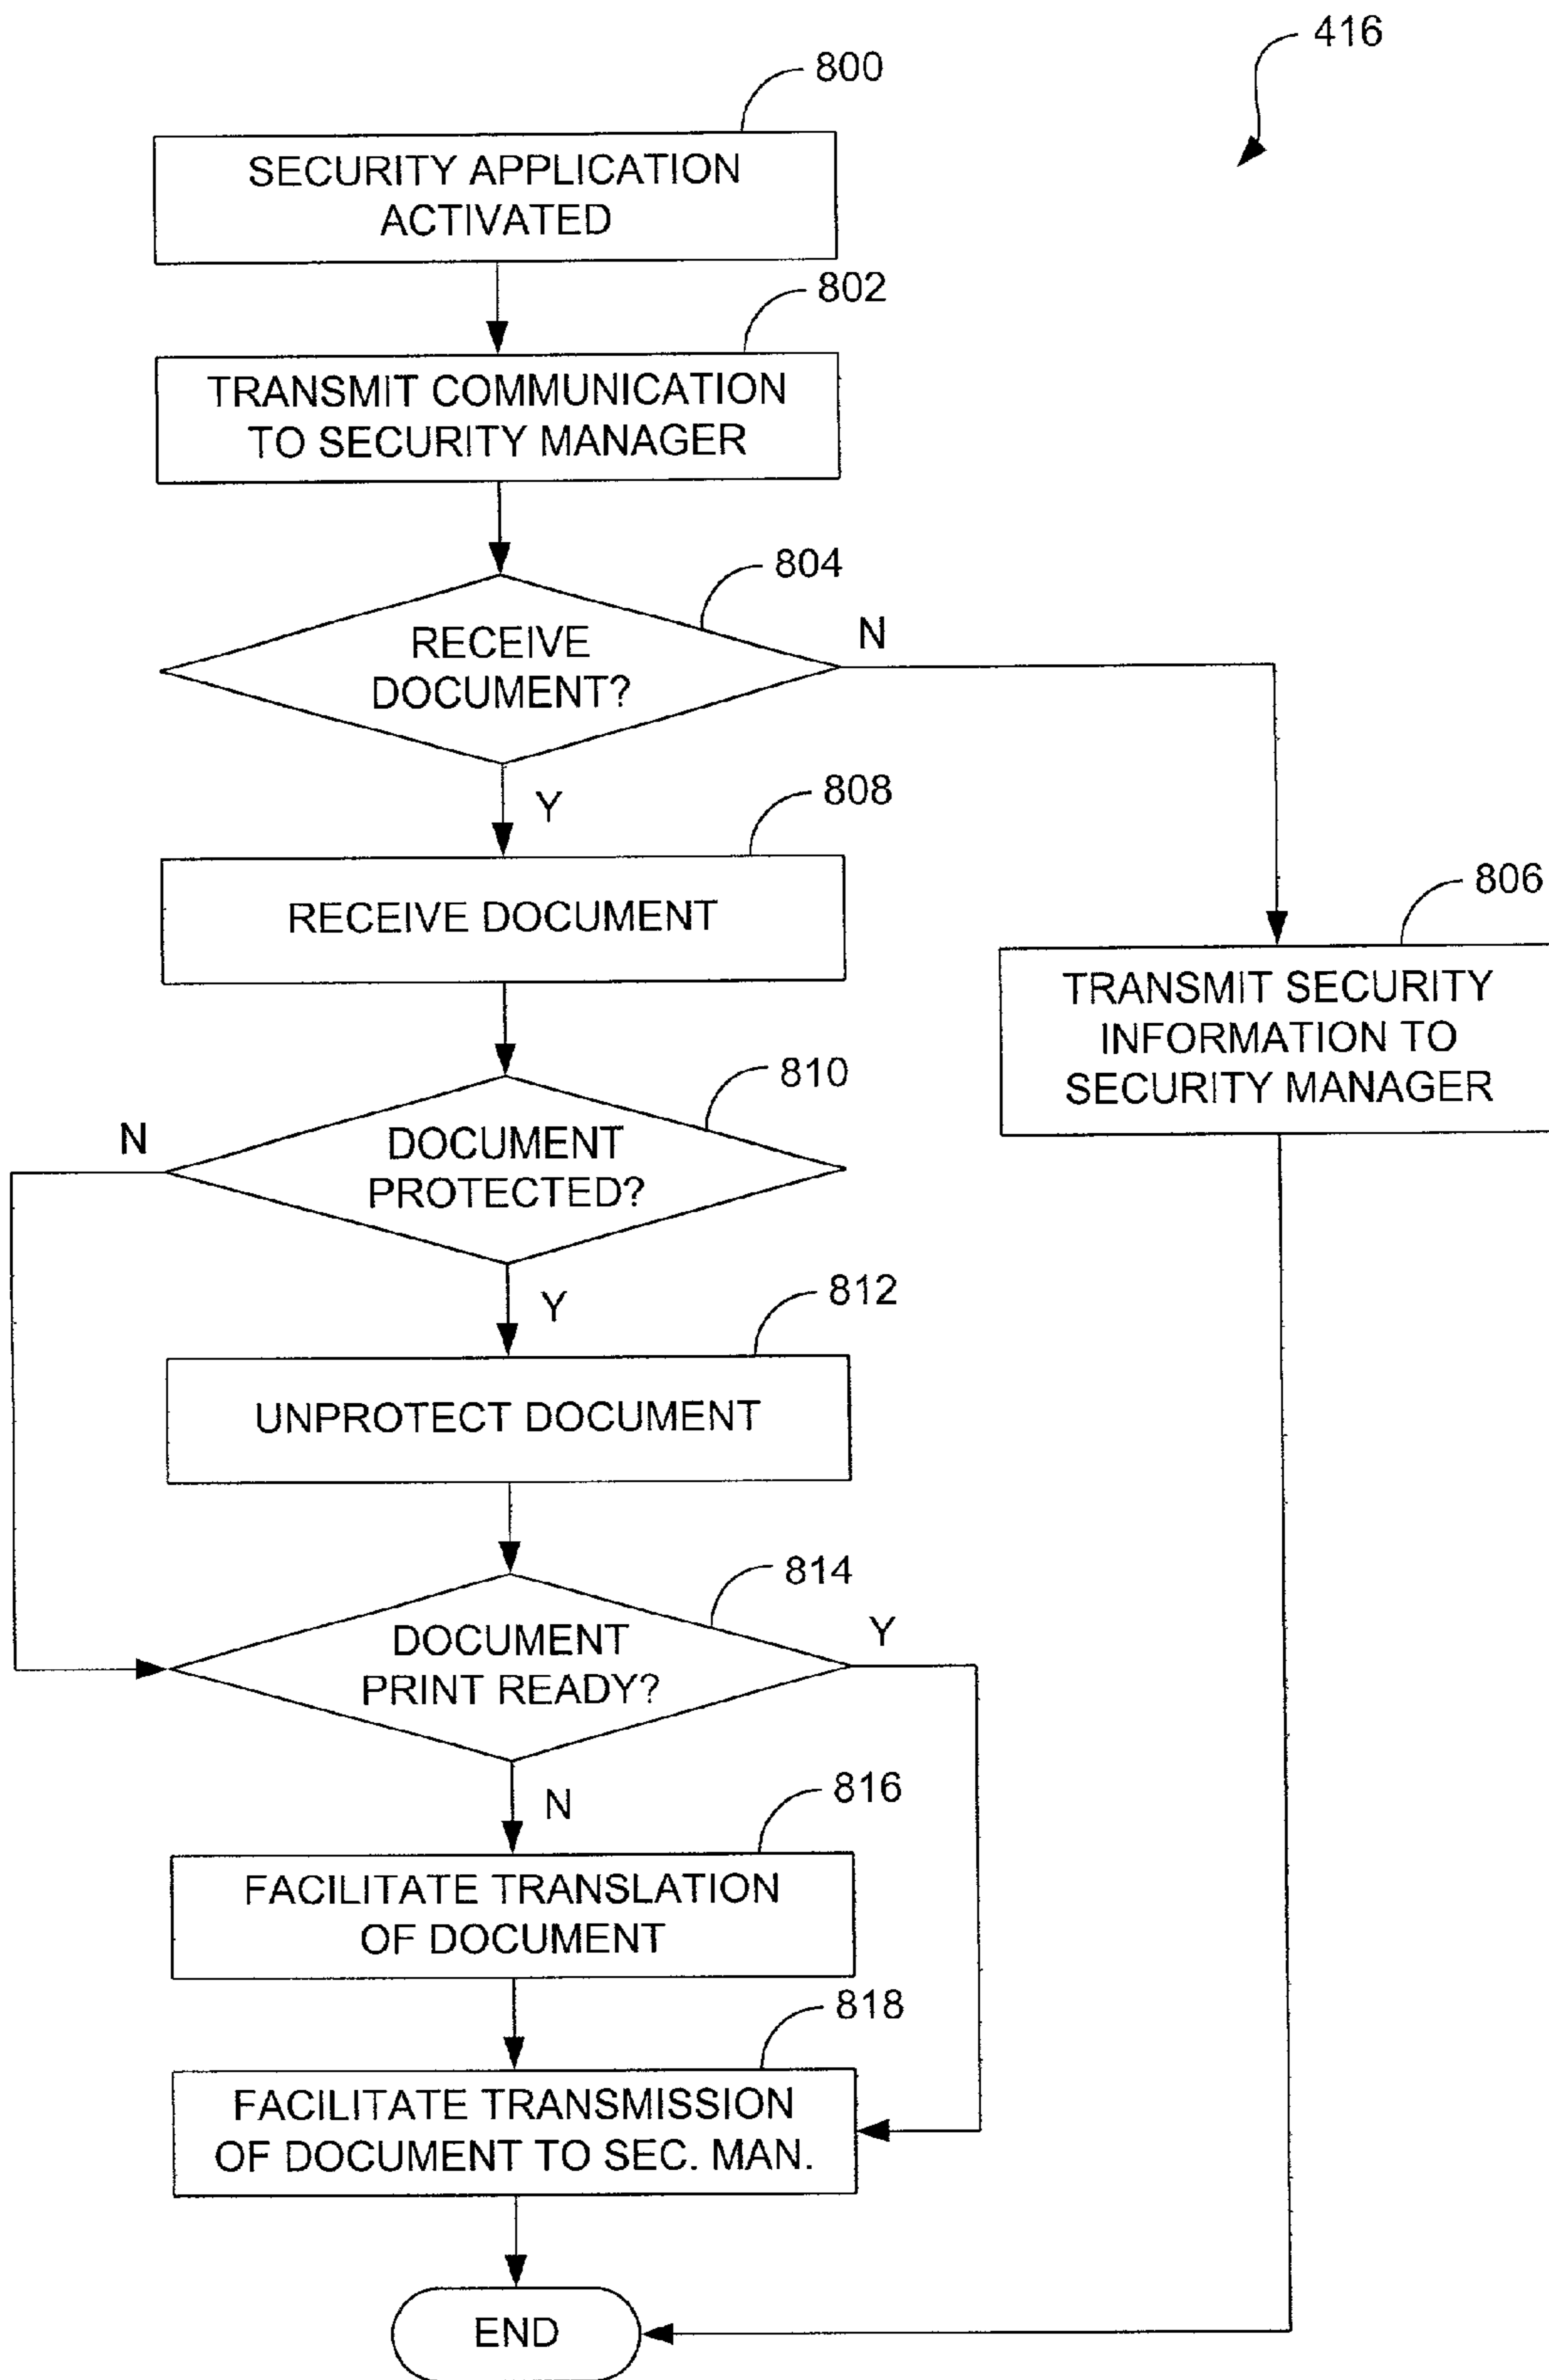 416
800
SECURITY APPLICATION
ACTIVATED
802
TRANSMIT COMMUNICATION
TO SECURITY MANAGER
804
RECEIVE
DOCUMENT?
N
Y
808
RECEIVE DOCUMENT
806
TRANSMIT SECURITY
INFORMATION TO
SECURITY MANAGER
810
DOCUMENT
PROTECTED?
N
Y
812
UNPROTECT DOCUMENT
814
DOCUMENT
PRINT READY?
Y
N
816
FACILITATE TRANSLATION
OF DOCUMENT
818
FACILITATE TRANSMISSION
OF DOCUMENT TO SEC. MAN.
END